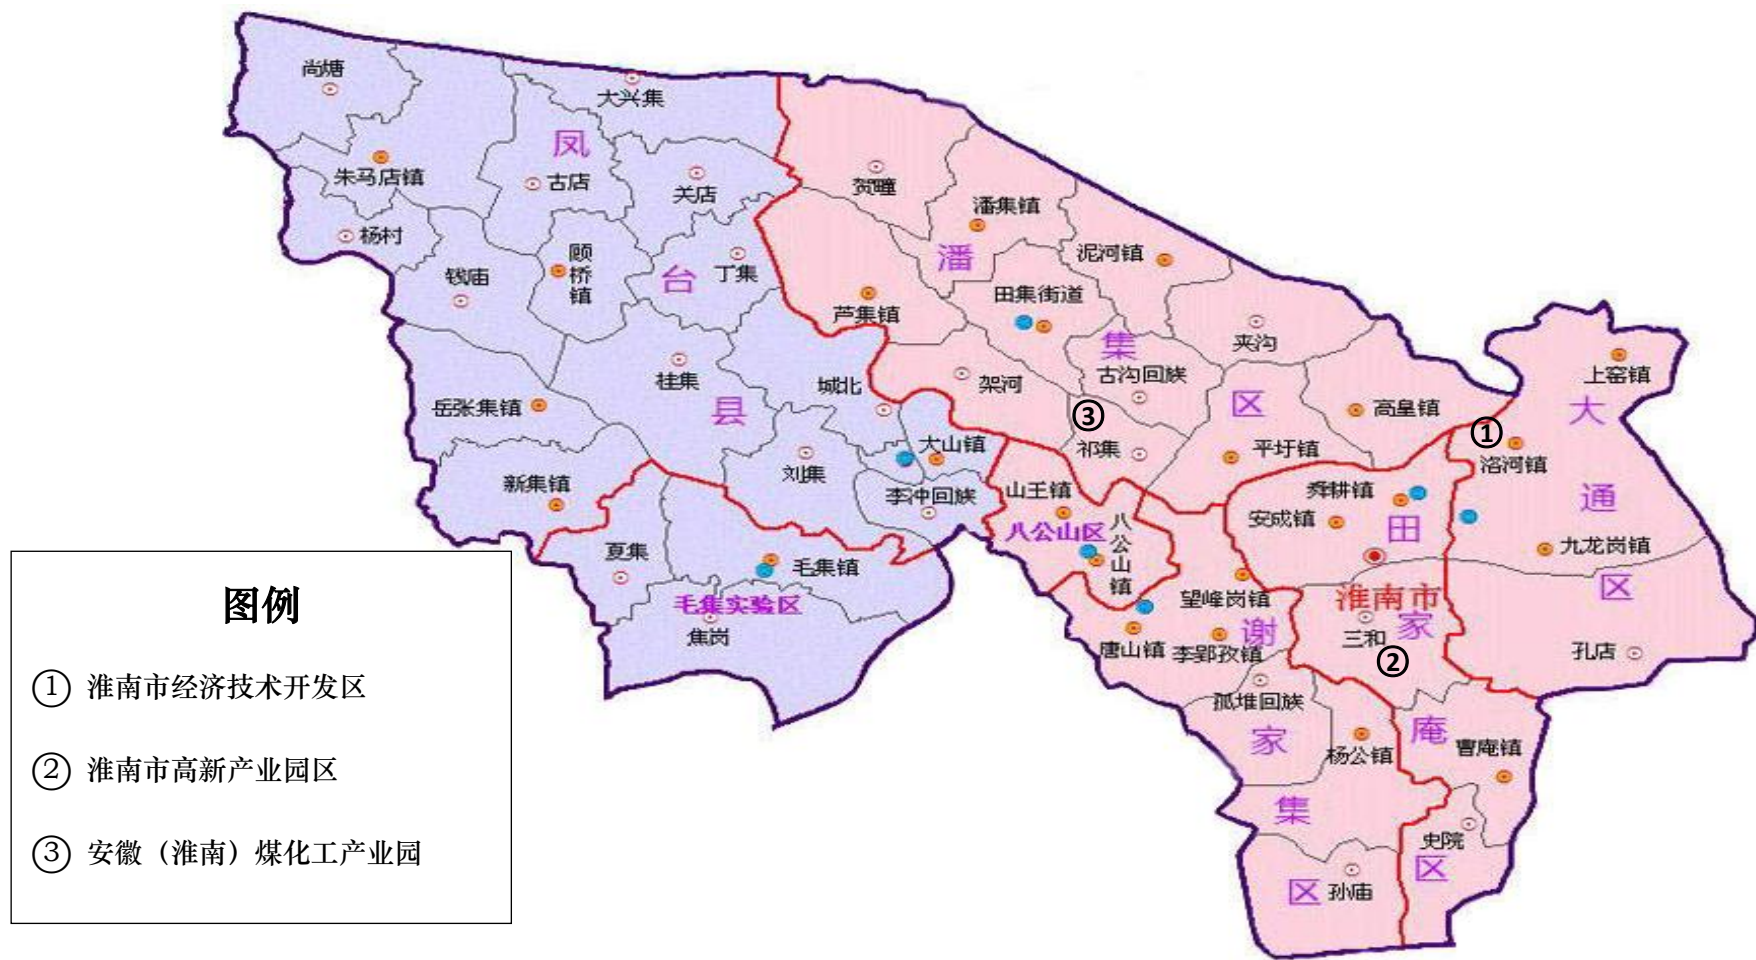 尚塘
大兴集
凤
朱马店镇
古店
关店
贺疃
杨村
潘集镇
顾
桥
镇
钱庙
台
丁集
潘
泥河镇
田集街道
芦集镇
集
夹沟
桂集
城北
架河
古沟回族
上窑镇
岳张集镇
县
区
高皇镇
大
③
①
大山镇
祁集
平圩镇
洛河镇
刘集
新集镇
李冲回族
山王镇
舜耕镇
通
八公山区
八
公
山
镇
安成镇
田
夏集
毛集镇
九龙岗镇
毛集实验区
望峰岗镇
淮南市
区
焦岗
谢
三和
家
唐山镇
李郢孜镇
②
孔店
孤堆回族
家
杨公镇
庵
曹庵镇
集
史院
区
区
孙庙
图例
① 淮南市经济技术开发区
② 淮南市高新产业园区
③ 安徽（淮南）煤化工产业园